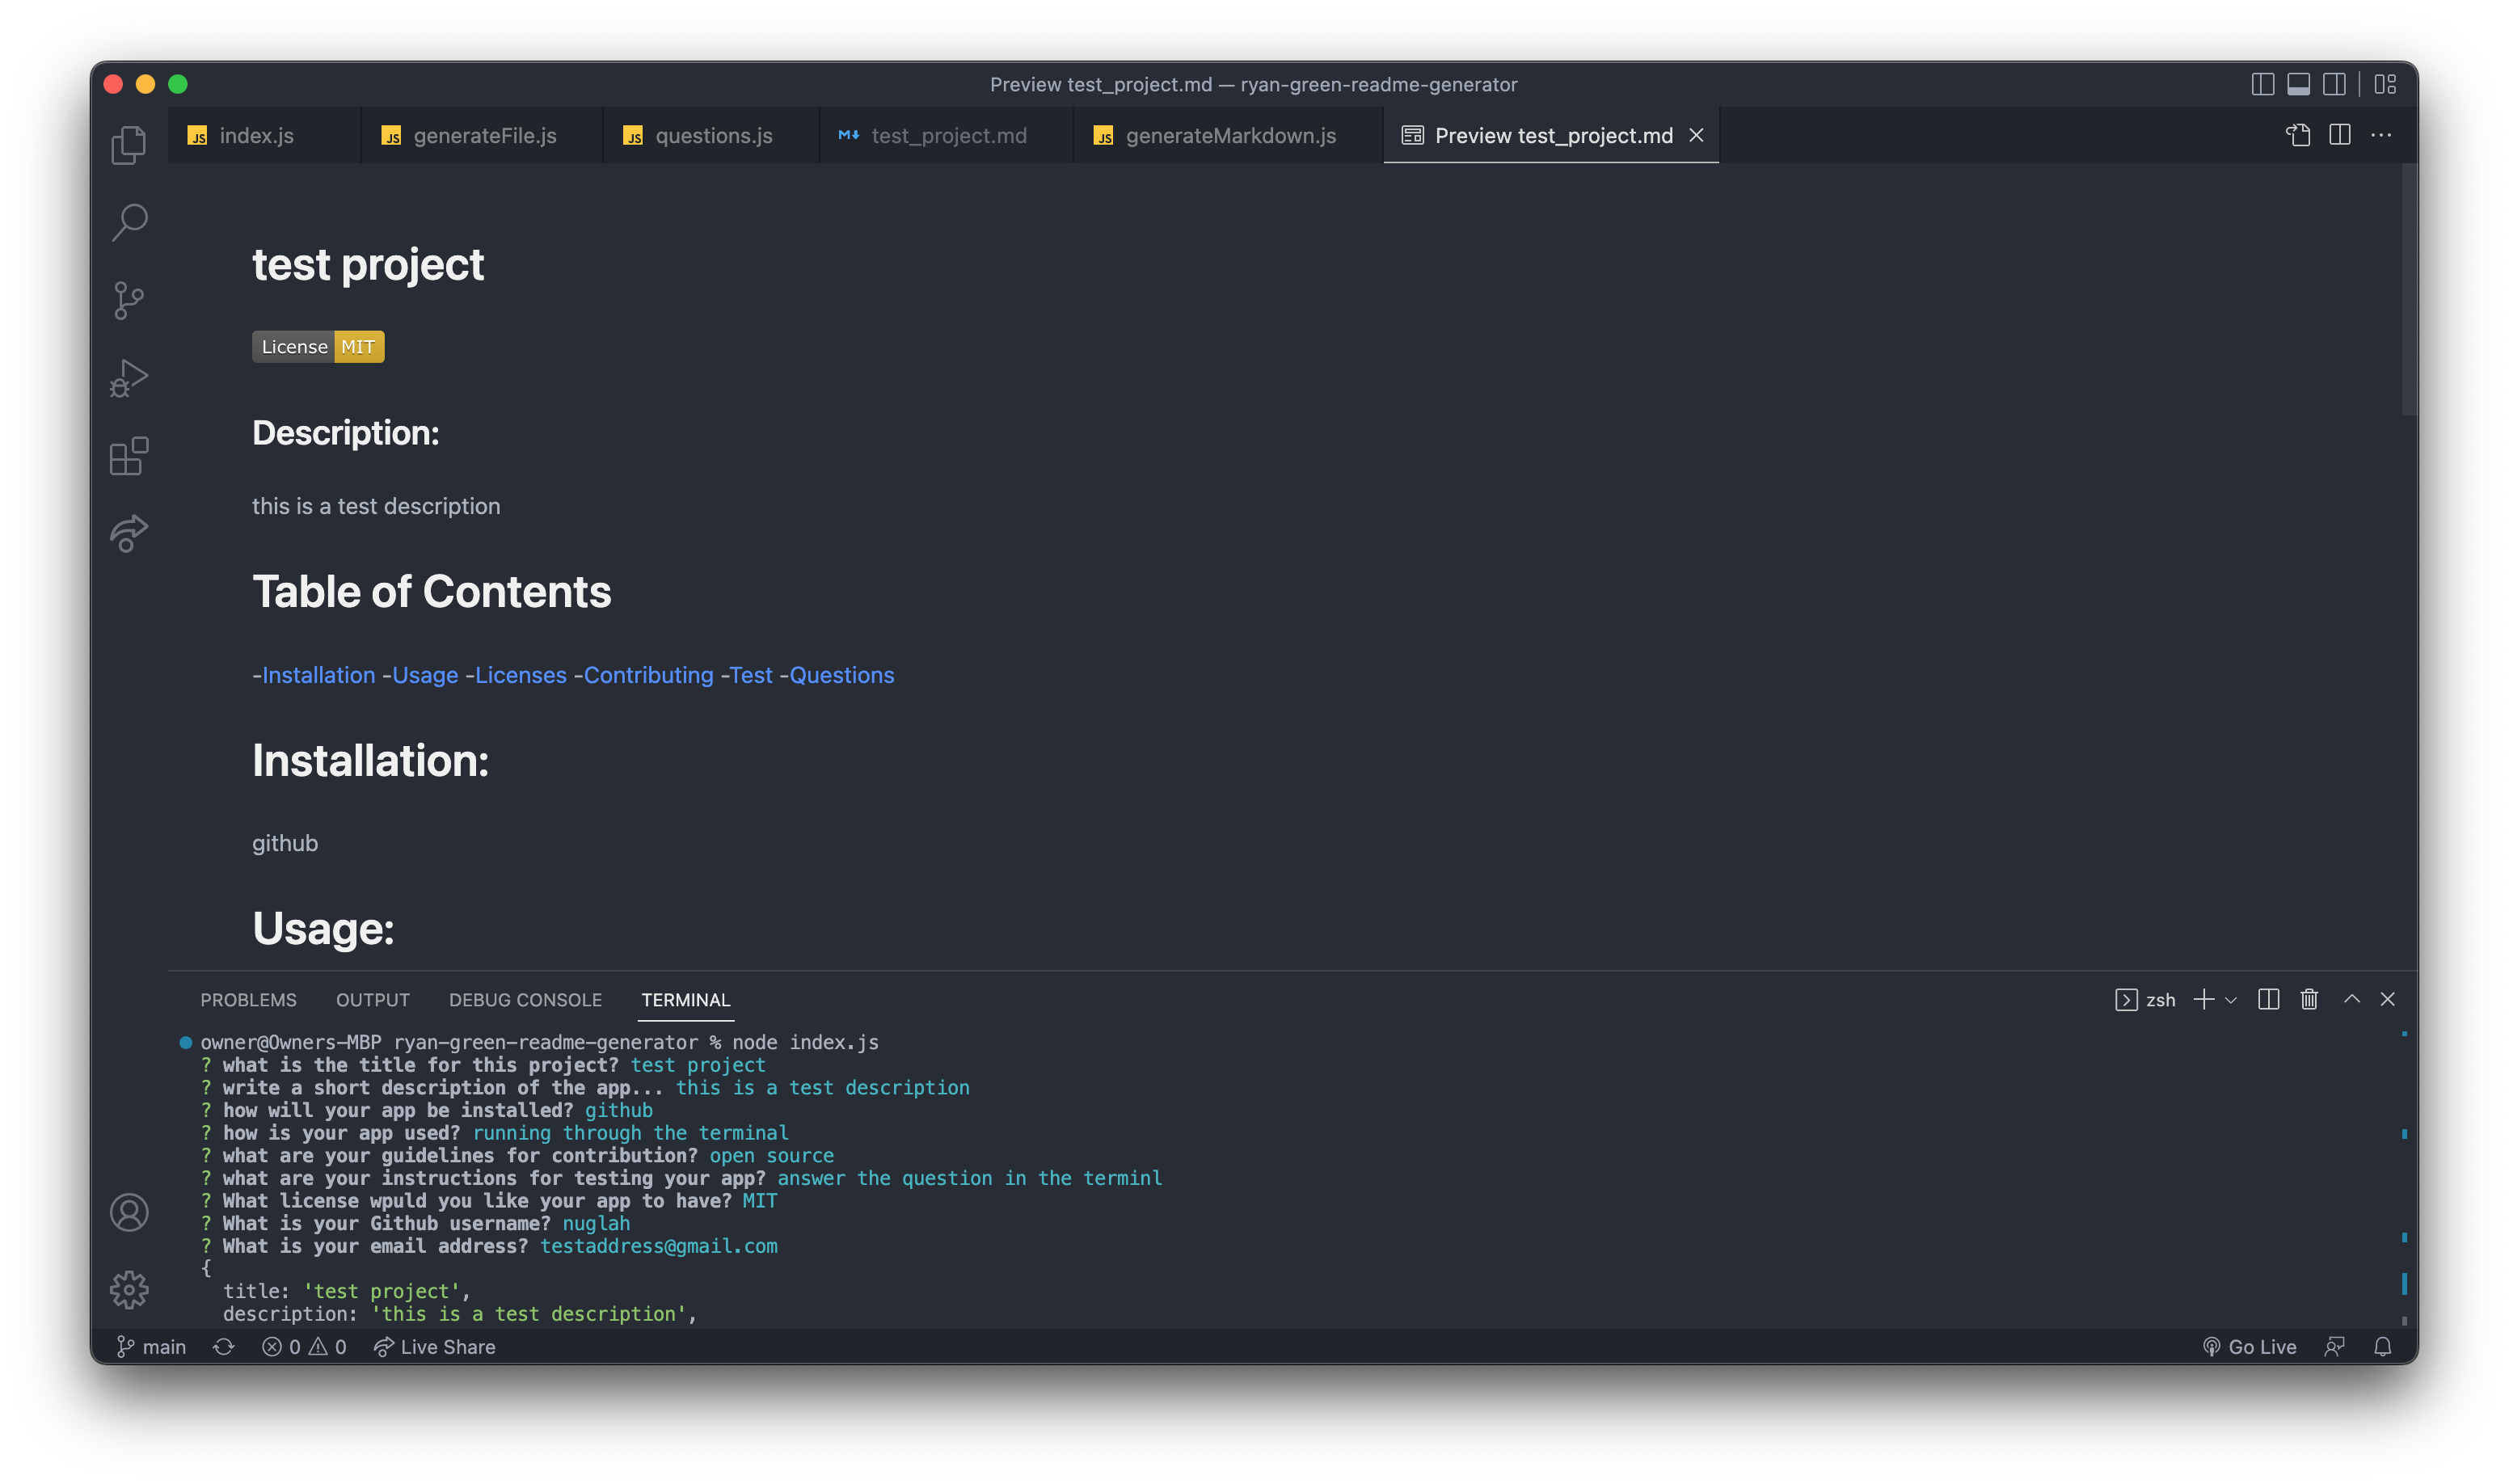 Preview test_project.md — ryan-green-readme-generator
JS index.js JS generateFile.js JS questions.js M↓ test_project.md JS generateMarkdown.js Preview test_project.md
test project
License MIT
Description:
this is a test description
Table of Contents
-Installation -Usage -Licenses -Contributing -Test -Questions
Installation:
github
Usage:
PROBLEMS OUTPUT DEBUG CONSOLE TERMINAL zsh
owner@Owners-MBP ryan-green-readme-generator % node index.js
? what is the title for this project? test project
? write a short description of the app... this is a test description
? how will your app be installed? github
? how is your app used? running through the terminal
? what are your guidelines for contribution? open source
? what are your instructions for testing your app? answer the question in the terminl
? What license wpuld you like your app to have? MIT
? What is your Github username? nuglah
? What is your email address? testaddress@gmail.com
{
title: 'test project',
description: 'this is a test description',
main 0 0 Live Share Go Live